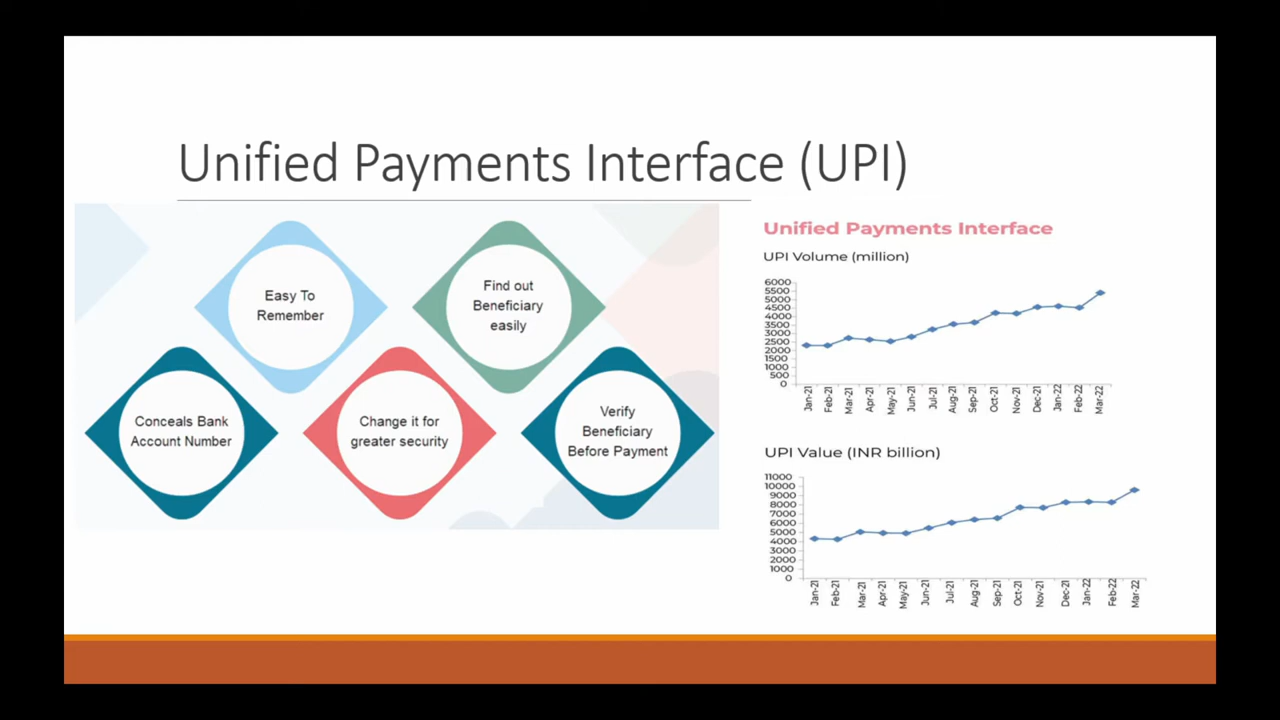 Unified Payments Interface (UPI)
Easy To
Remember
Find out
Beneficiary
easily
Conceals Bank
Account Number
Change it for
greater security
Verify
Beneficiary
Before Payment
Unified Payments Interface
UPI Volume (million)
6000
5500
5000
4500
4000
3500
3000
2500
2000
1500
1000
500
0
Jan-21 Feb-21 Mar-21 Apr-21 May-21 Jun-21 Jul-21 Aug-21 Sep-21 Oct-21 Nov-21 Dec-21 Jan-22 Feb-22 Mar-22
UPI Value (INR billion)
11000
10000
9000
8000
7000
6000
5000
4000
3000
2000
1000
0
Jan-21 Feb-21 Mar-21 Apr-21 May-21 Jun-21 Jul-21 Aug-21 Sep-21 Oct-21 Nov-21 Dec-21 Jan-22 Feb-22 Mar-22